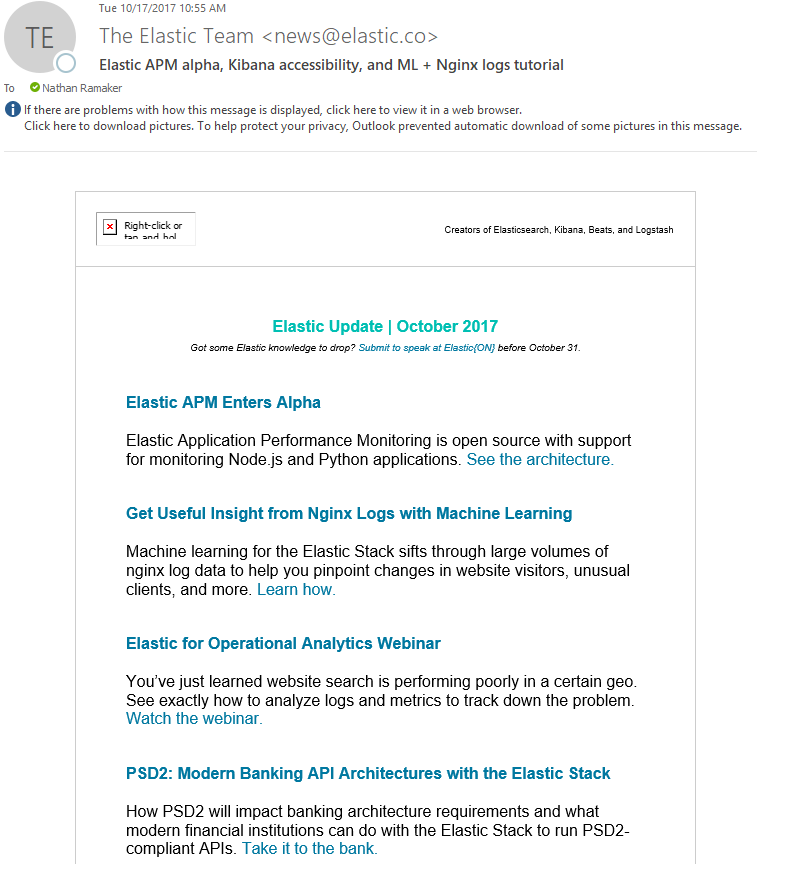 Tue 10/17/2017 10:55 AM
TE
The Elastic Team <news@elastic.co>
Elastic APM alpha, Kibana accessibility, and ML + Nginx logs tutorial
To Nathan Ramaker
If there are problems with how this message is displayed, click here to view it in a web browser.
Click here to download pictures. To help protect your privacy, Outlook prevented automatic download of some pictures in this message.
Right-click or
tap and hol
Creators of Elasticsearch, Kibana, Beats, and Logstash
Elastic Update | October 2017
Got some Elastic knowledge to drop? Submit to speak at Elastic{ON} before October 31.
Elastic APM Enters Alpha
Elastic Application Performance Monitoring is open source with support
for monitoring Node.js and Python applications. See the architecture.
Get Useful Insight from Nginx Logs with Machine Learning
Machine learning for the Elastic Stack sifts through large volumes of
nginx log data to help you pinpoint changes in website visitors, unusual
clients, and more. Learn how.
Elastic for Operational Analytics Webinar
You’ve just learned website search is performing poorly in a certain geo.
See exactly how to analyze logs and metrics to track down the problem.
Watch the webinar.
PSD2: Modern Banking API Architectures with the Elastic Stack
How PSD2 will impact banking architecture requirements and what
modern financial institutions can do with the Elastic Stack to run PSD2-
compliant APIs. Take it to the bank.